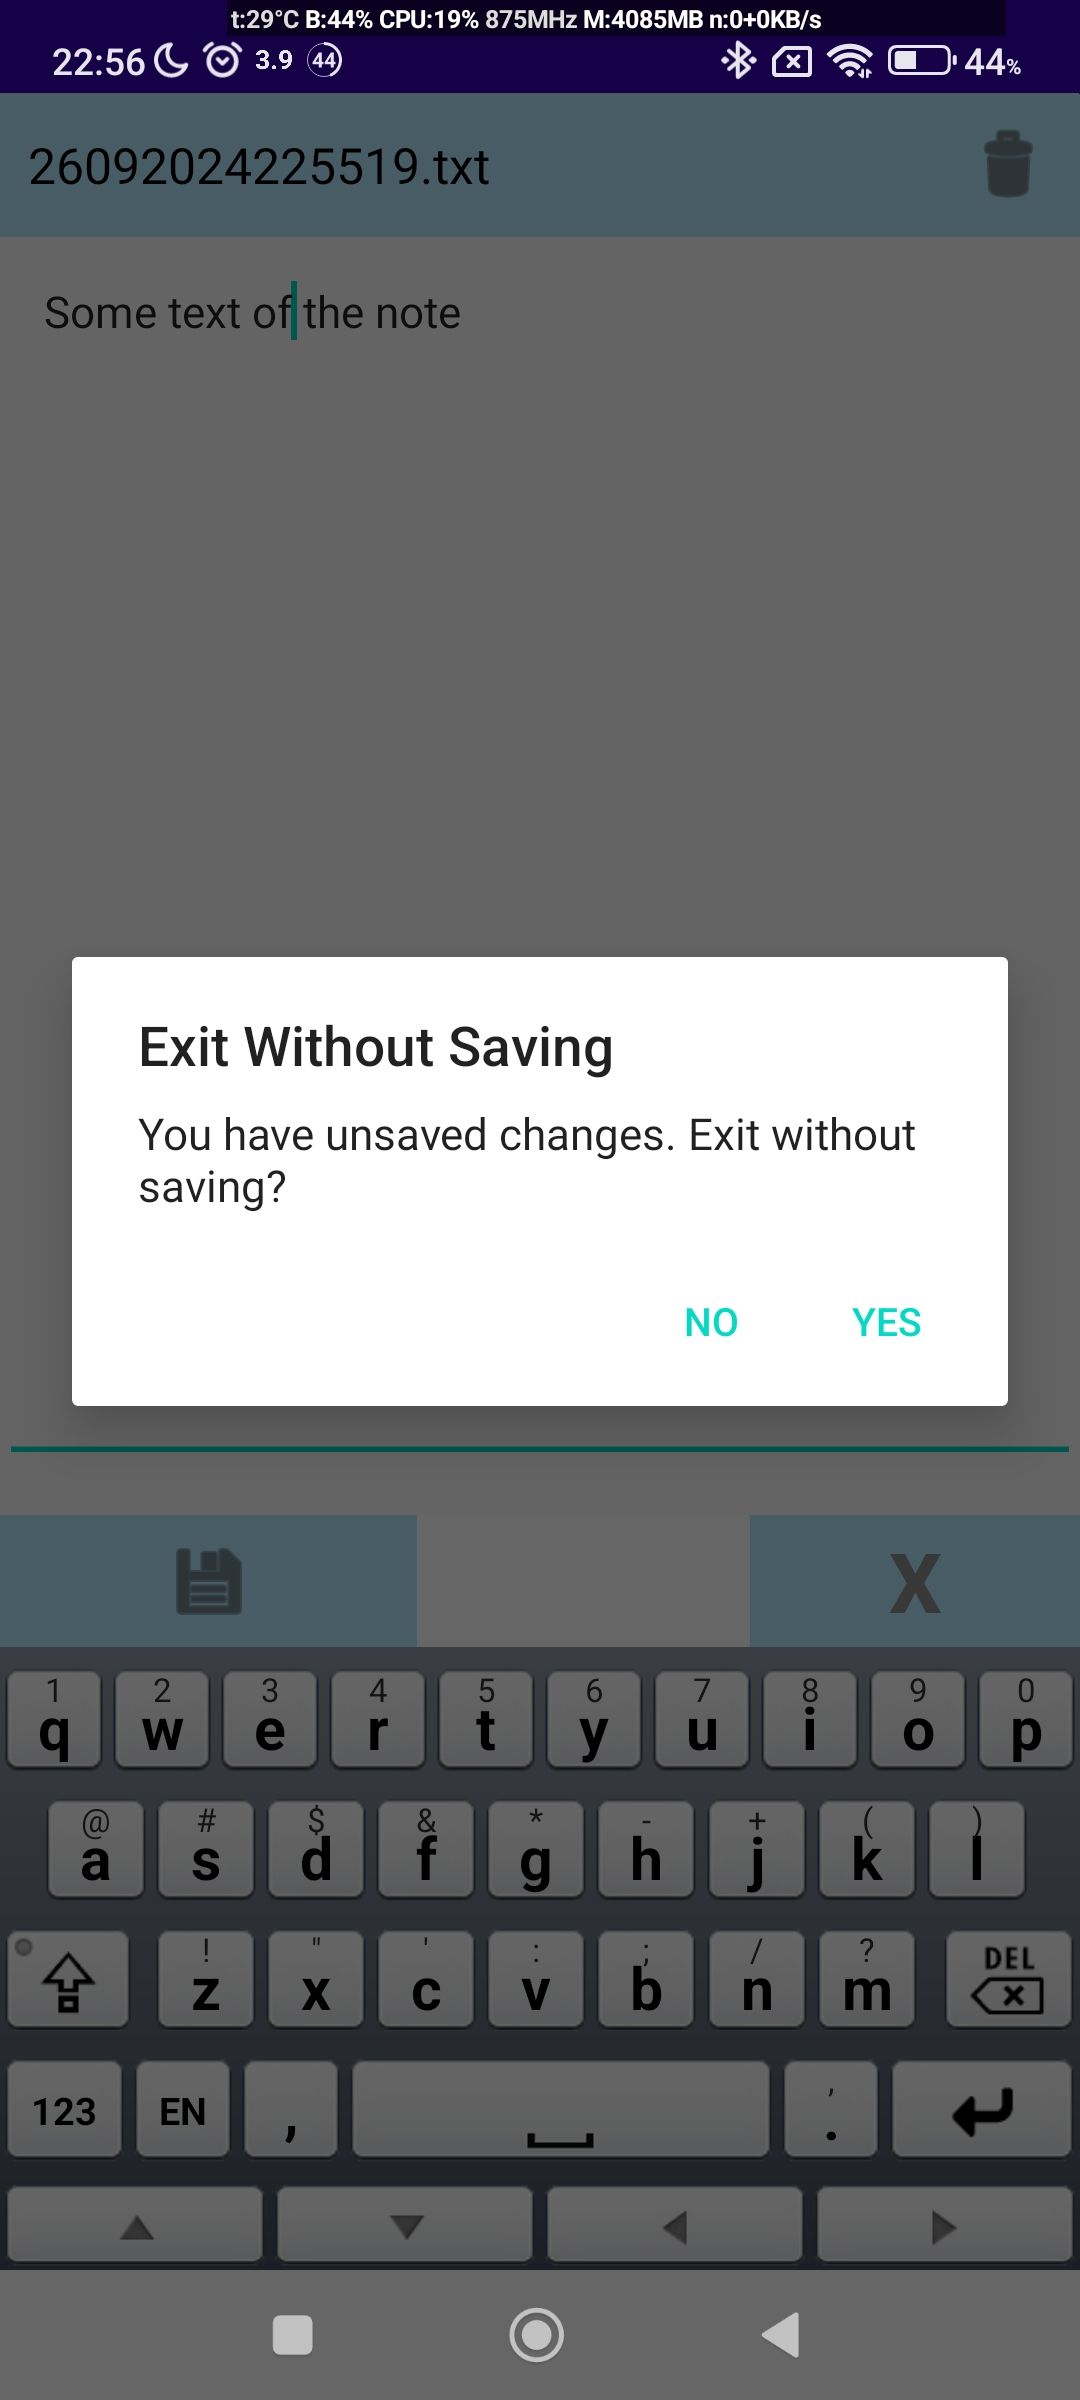 t:29°C B:44% CPU:19% 875MHz M:4085MB n:0+0KB/s
22:56 3.9 44 44%
26092024225519.txt
Some text of the note
Exit Without Saving
You have unsaved changes. Exit without
saving?
NO YES
X
1 2 3 4 5 6 7 8 9 0
q w e r t y u i o p
@ # $ & * - + ( )
a s d f g h j k l
! " ' : ; / ? DEL
z x c v b n m
123 EN , ' .